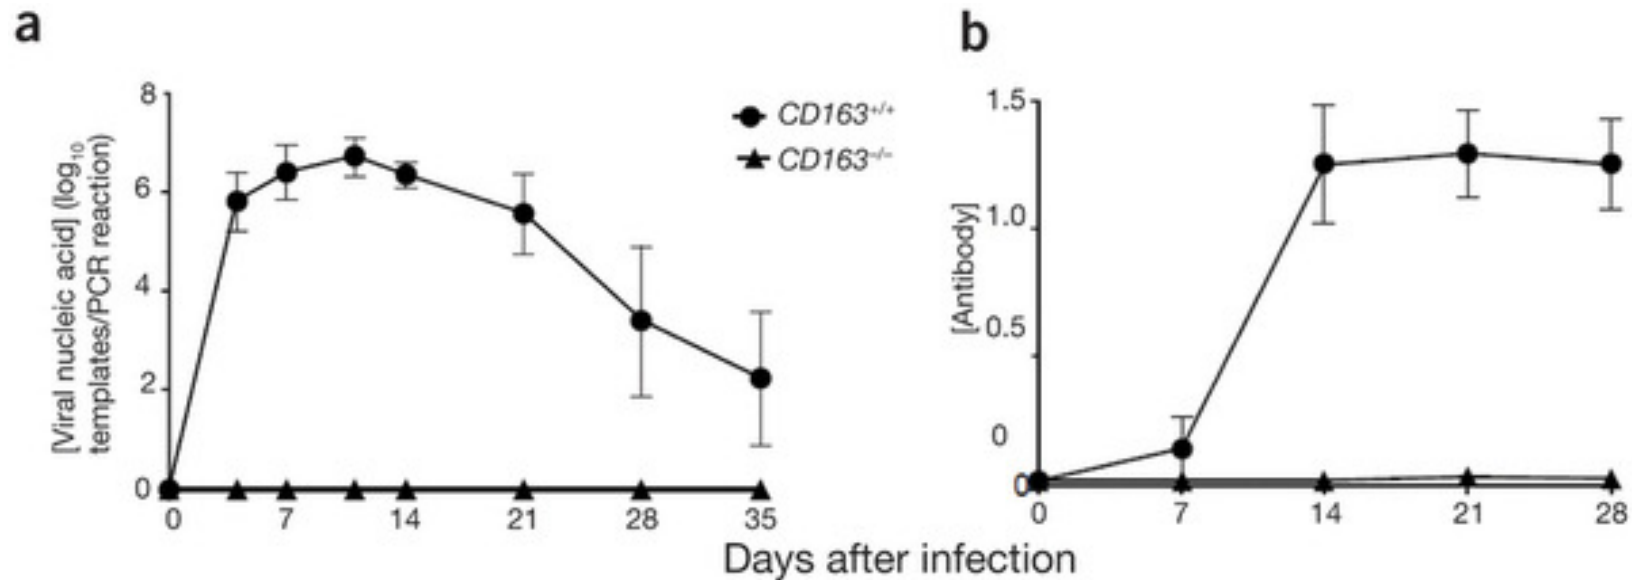 a
8
6
4
2
0
[Viral nucleic acid] (log10
templates/PCR reaction)
0 7 14 21 28 35
CD163+/+
CD163-/-
b
1.5
1.0
0.5
0
0
[Antibody]
0 7 14 21 28
Days after infection